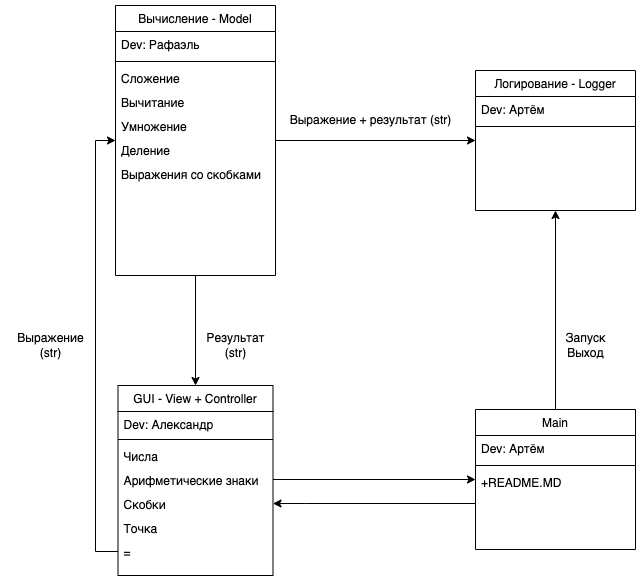 Вычисление - Model
Dev: Рафаэль
Сложение
Вычитание
Умножение
Деление
Выражения со скобками
Выражение + результат (str)
Логирование - Logger
Dev: Артём
Выражение
(str)
Результат
(str)
Запуск
Выход
GUI - View + Controller
Dev: Александр
Числа
Арифметические знаки
Скобки
Точка
=
Main
Dev: Артём
+README.MD